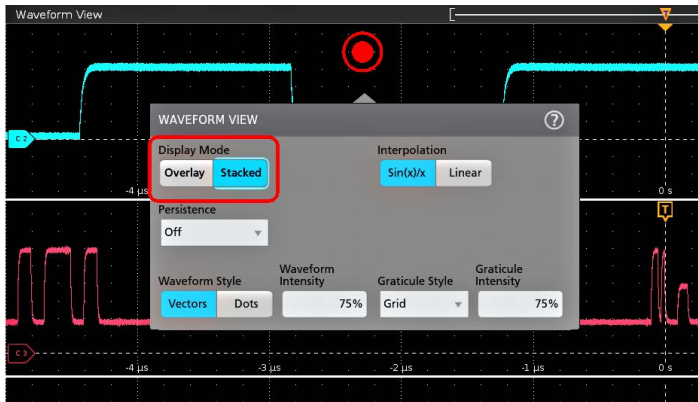 Waveform View
T
C 2
WAVEFORM VIEW
?
Display Mode
Interpolation
Overlay Stacked
Sin(x)/x Linear
-4 µs
0 s
Persistence
T
Off
Waveform Style
Waveform Intensity
Graticule Style
Graticule Intensity
Vectors Dots
75%
Grid
75%
C 3
-4 µs
-3 µs
-2 µs
-1 µs
0 s